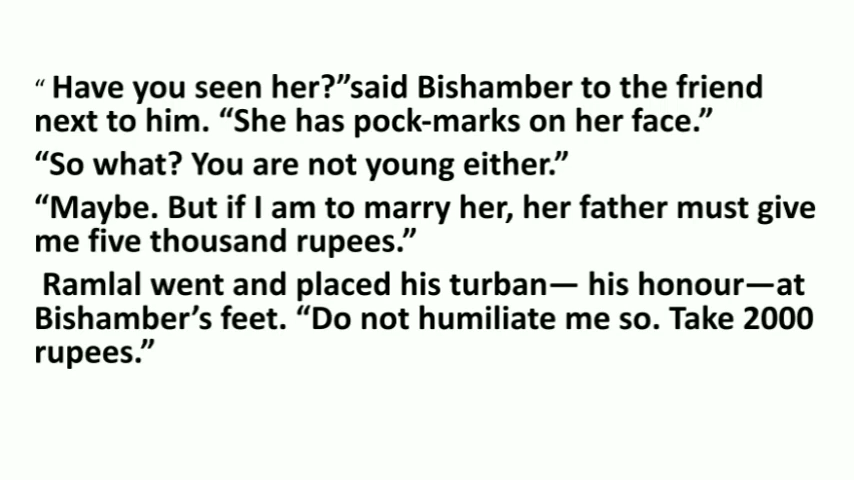 “ Have you seen her?”said Bishamber to the friend
next to him. “She has pock-marks on her face.”
“So what? You are not young either.”
“Maybe. But if I am to marry her, her father must give
me five thousand rupees.”
Ramlal went and placed his turban— his honour—at
Bishamber’s feet. “Do not humiliate me so. Take 2000
rupees.”